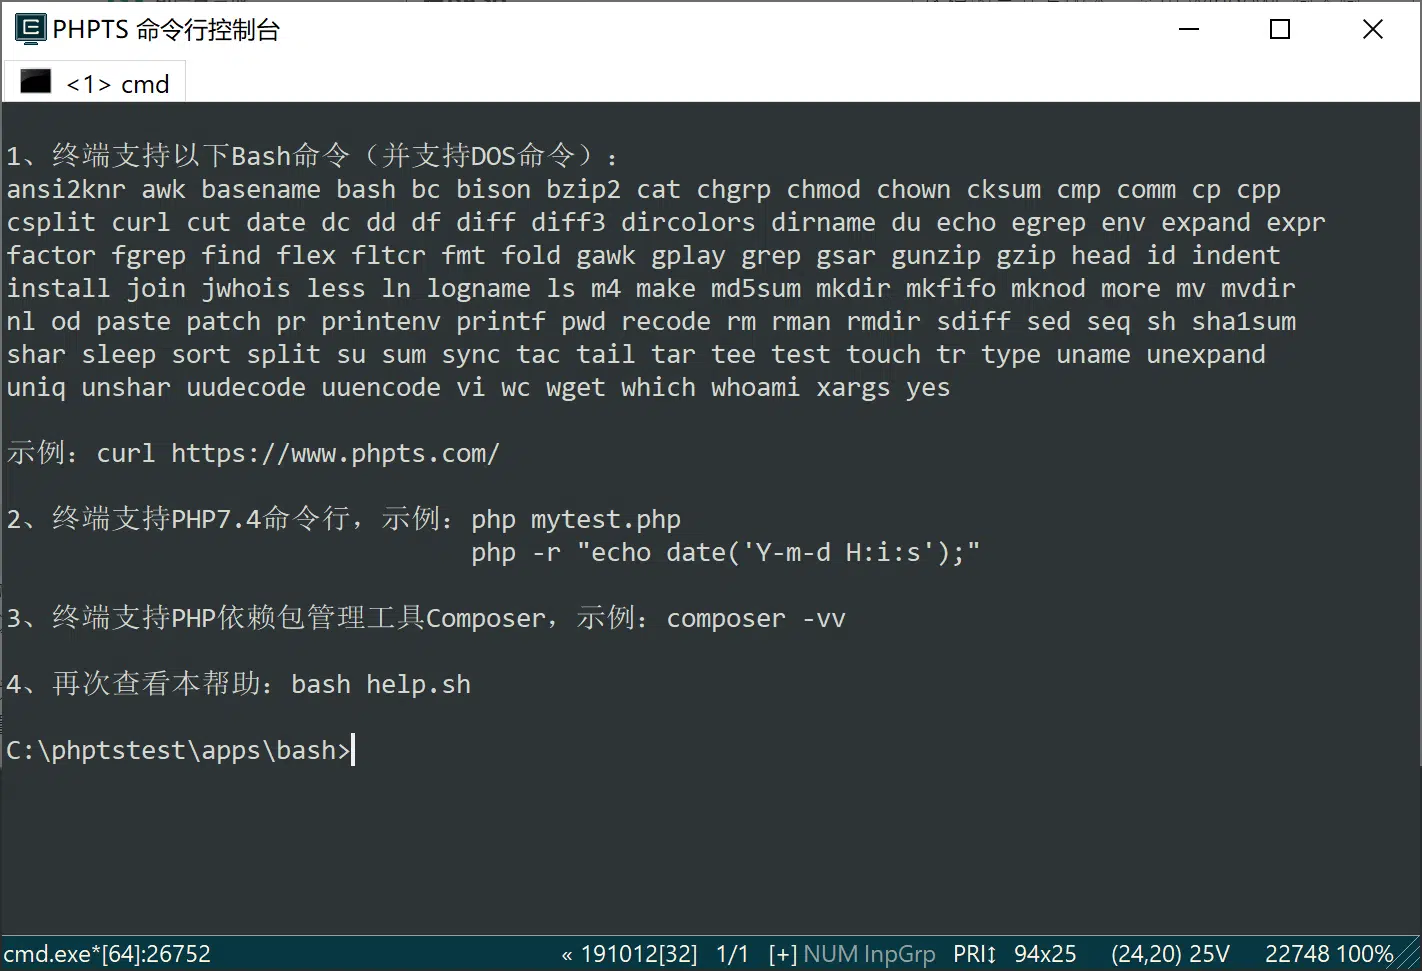 PHPTS 命令行控制台
<1> cmd
1、终端支持以下Bash命令（并支持DOS命令）：
ansi2knr awk basename bash bc bison bzip2 cat chgrp chmod chown cksum cmp comm cp cpp
csplit curl cut date dc dd df diff diff3 dircolors dirname du echo egrep env expand expr
factor fgrep find flex fltcr fmt fold gawk gplay grep gsar gunzip gzip head id indent
install join jwhois less ln logname ls m4 make md5sum mkdir mkfifo mknod more mv mvdir
nl od paste patch pr printenv printf pwd recode rm rman rmdir sdiff sed seq sh sha1sum
shar sleep sort split su sum sync tac tail tar tee test touch tr type uname unexpand
uniq unshar uudecode uuencode vi wc wget which whoami xargs yes
示例：curl https://www.phpts.com/
2、终端支持PHP7.4命令行，示例：php mytest.php
php -r "echo date('Y-m-d H:i:s');"
3、终端支持PHP依赖包管理工具Composer，示例：composer -vv
4、再次查看本帮助：bash help.sh
C:\phptstest\apps\bash>
cmd.exe*[64]:26752 « 191012[32] 1/1 [+] NUM InpGrp PRI↕ 94x25 (24,20) 25V 22748 100%